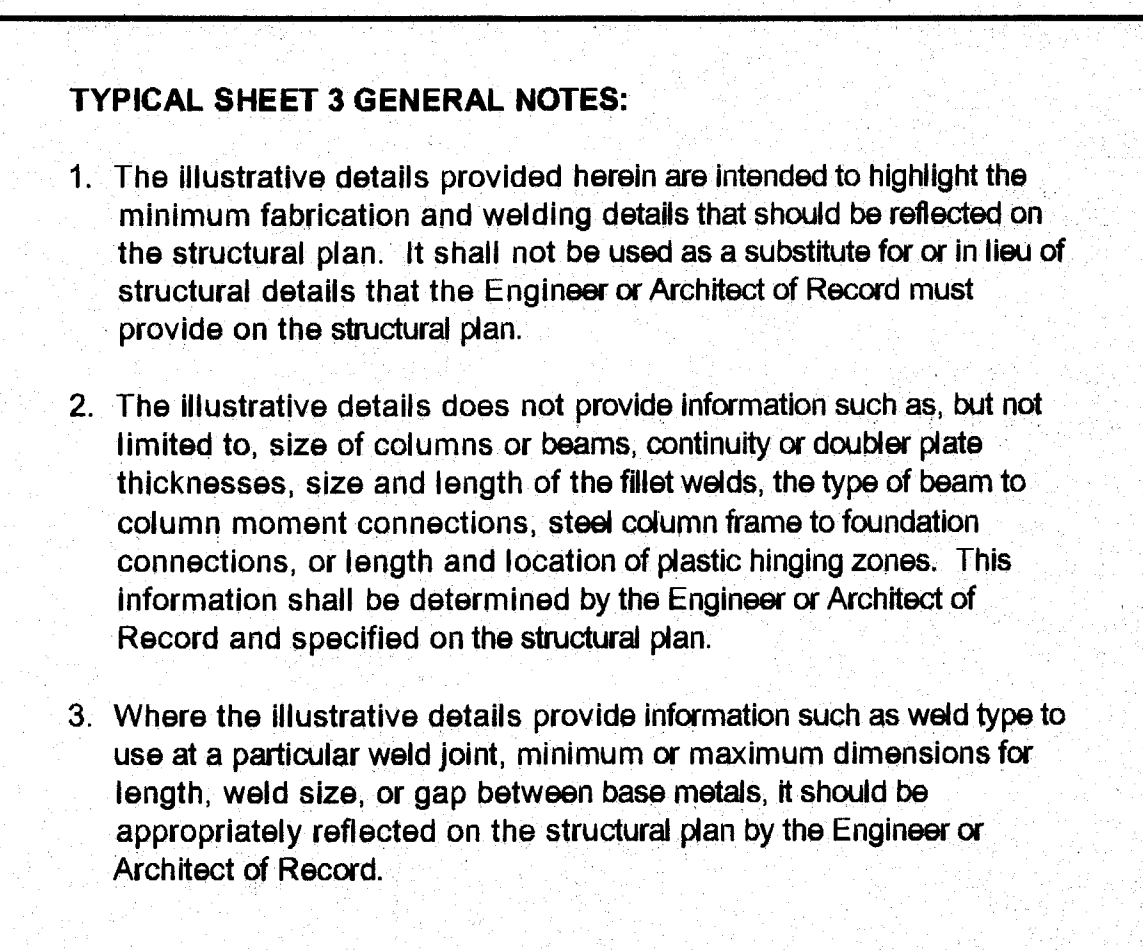 TYPICAL SHEET 3 GENERAL NOTES:
1. The illustrative details provided herein are intended to highlight the
minimum fabrication and welding details that should be reflected on
the structural plan. It shall not be used as a substitute for or in lieu of
structural details that the Engineer or Architect of Record must
provide on the structural plan.
2. The illustrative details does not provide information such as, but not
limited to, size of columns or beams, continuity or doubler plate
thicknesses, size and length of the fillet welds, the type of beam to
column moment connections, steel column frame to foundation
connections, or length and location of plastic hinging zones. This
information shall be determined by the Engineer or Architect of
Record and specified on the structural plan.
3. Where the illustrative details provide information such as weld type to
use at a particular weld joint, minimum or maximum dimensions for
length, weld size, or gap between base metals, it should be
appropriately reflected on the structural plan by the Engineer or
Architect of Record.